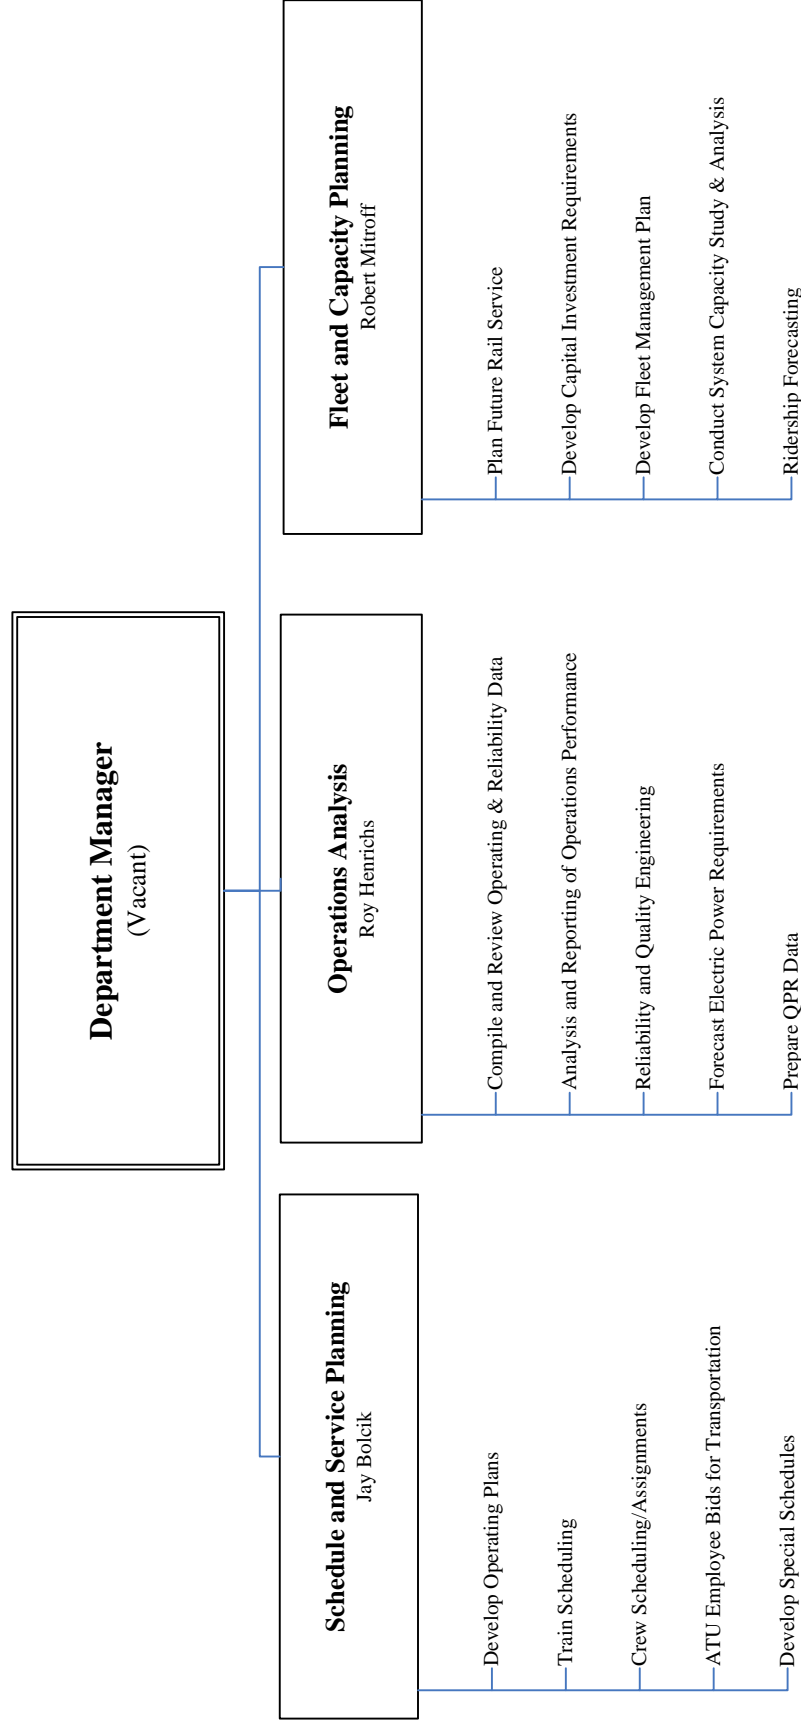 Department Manager
(Vacant)
Schedule and Service Planning
Jay Bolcik
Develop Operating Plans
Train Scheduling
Crew Scheduling/Assignments
ATU Employee Bids for Transportation
Develop Special Schedules
Operations Analysis
Roy Henrichs
Compile and Review Operating & Reliability Data
Analysis and Reporting of Operations Performance
Reliability and Quality Engineering
Forecast Electric Power Requirements
Prepare QPR Data
Fleet and Capacity Planning
Robert Mitroff
Plan Future Rail Service
Develop Capital Investment Requirements
Develop Fleet Management Plan
Conduct System Capacity Study & Analysis
Ridership Forecasting